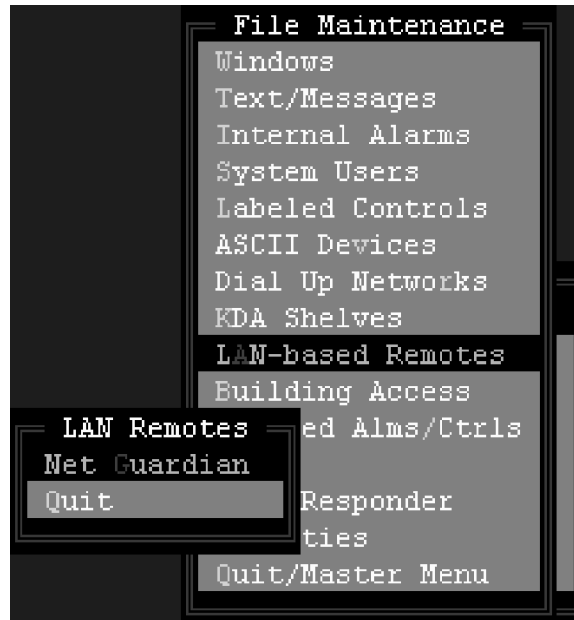 File Maintenance
Windows
Text/Messages
Internal Alarms
System Users
Labeled Controls
ASCII Devices
Dial Up Networks
KDA Shelves
LAN-based Remotes
Building Access
ed Alms/Ctrls
Responder
ties
Quit/Master Menu
LAN Remotes
Net Guardian
Quit